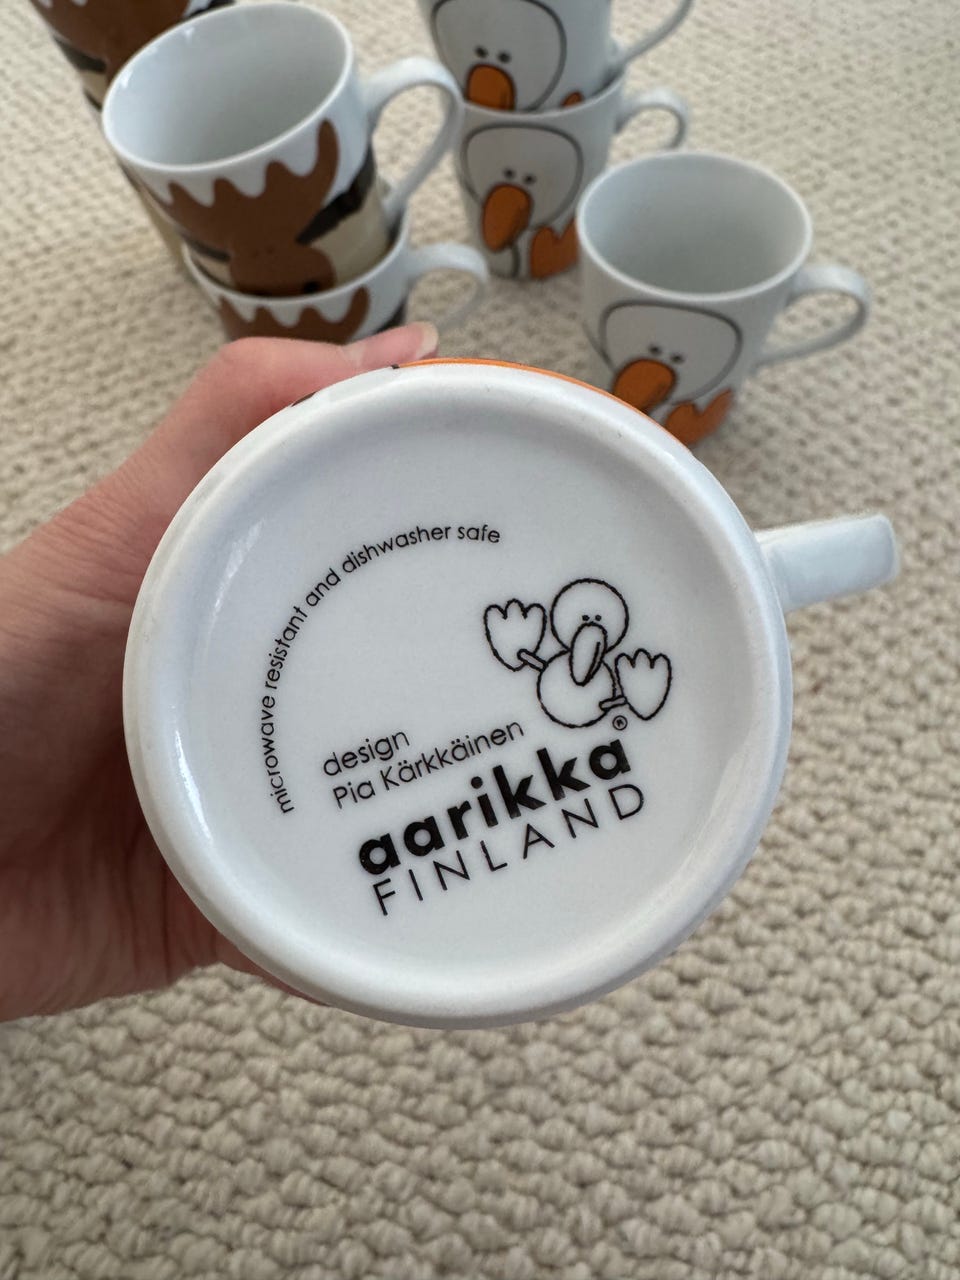 microwave resistant and dishwasher safe
design
Pia Kärkkäinen
®
aarikka
FINLAND